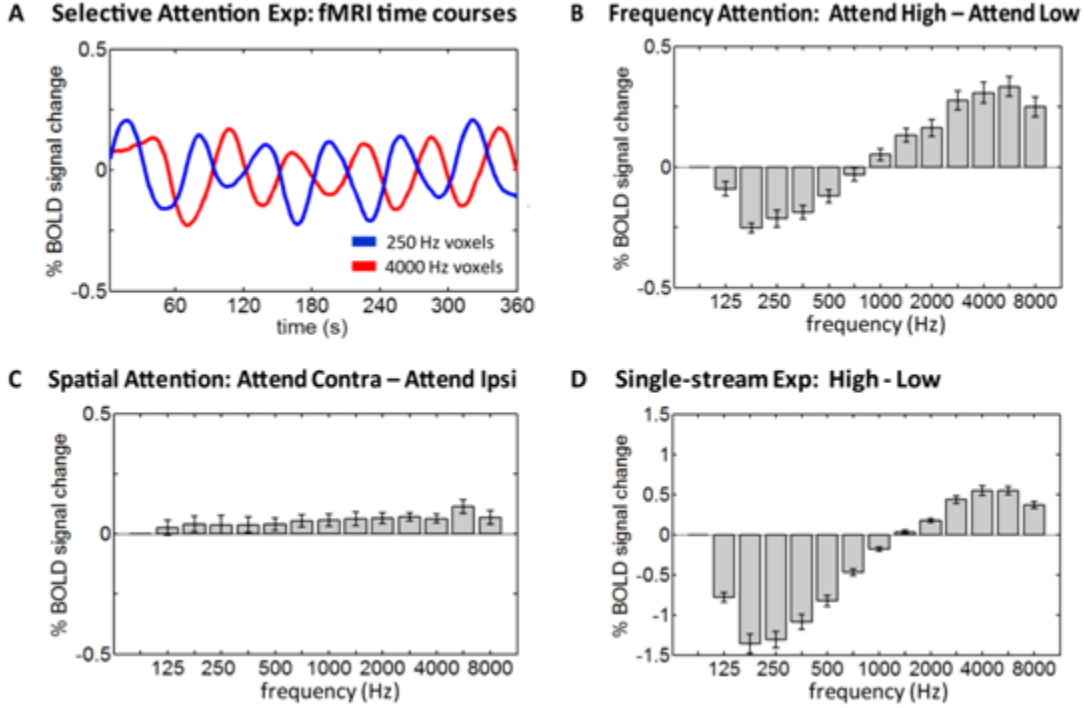 A Selective Attention Exp: fMRI time courses
% BOLD signal change
0.5
0
-0.5
250 Hz voxels
4000 Hz voxels
60 120 180 240 300 360
time (s)
B Frequency Attention: Attend High – Attend Low
% BOLD signal change
0.5
0
-0.5
125 250 500 1000 2000 4000 8000
frequency (Hz)
C Spatial Attention: Attend Contra – Attend Ipsi
% BOLD signal change
0.5
0
-0.5
125 250 500 1000 2000 4000 8000
frequency (Hz)
D Single-stream Exp: High - Low
% BOLD signal change
1.5
1
0.5
0
-0.5
-1
-1.5
125 250 500 1000 2000 4000 8000
frequency (Hz)